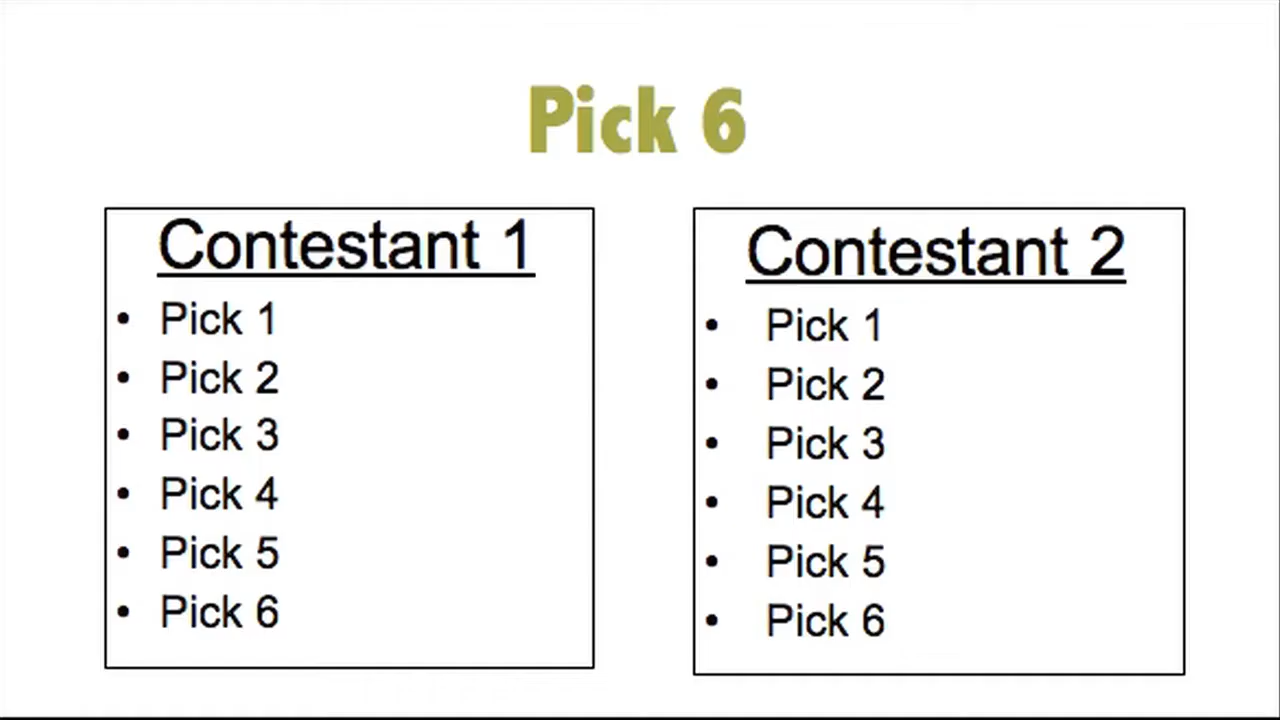 Pick 6
Contestant 1
• Pick 1
• Pick 2
• Pick 3
• Pick 4
• Pick 5
• Pick 6
Contestant 2
• Pick 1
• Pick 2
• Pick 3
• Pick 4
• Pick 5
• Pick 6